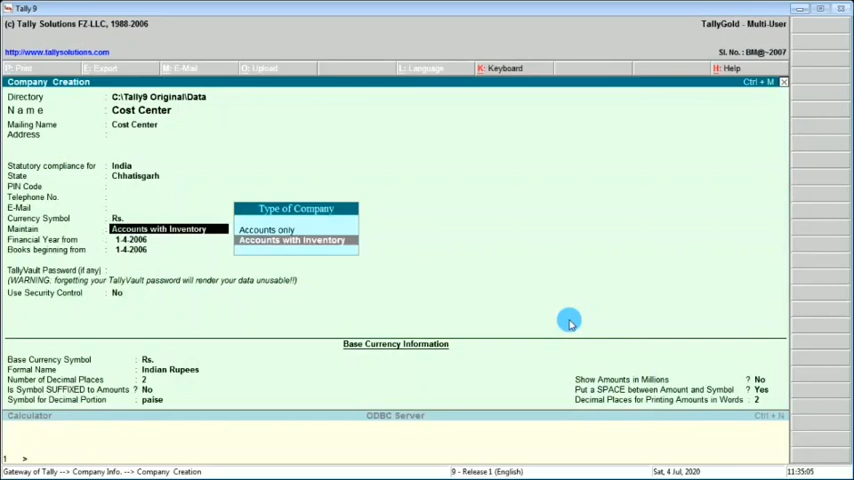 Tally 9
(c) Tally Solutions FZ-LLC, 1988-2006 TallyGold - Multi-User
http://www.tallysolutions.com Sl. No.: BM@~2007
P: Print E: Export M: E-Mail O: Upload L: Language K: Keyboard H: Help
Company Creation Ctrl + M
Directory : C:\Tally9 Original\Data
Name : Cost Center
Mailing Name : Cost Center
Address :
Statutory compliance for : India
State : Chhatisgarh
PIN Code :
Telephone No. :
E-Mail :
Currency Symbol : Rs.
Maintain : Accounts with Inventory
Financial Year from : 1-4-2006
Books beginning from : 1-4-2006
Type of Company
Accounts only
Accounts with Inventory
TallyVault Password (if any) :
(WARNING: forgetting your TallyVault password will render your data unusable!!)
Use Security Control : No
Base Currency Information
Base Currency Symbol : Rs.
Formal Name : Indian Rupees
Number of Decimal Places : 2
Is Symbol SUFFIXED to Amounts ? No
Symbol for Decimal Portion : paise
Show Amounts in Millions ? No
Put a SPACE between Amount and Symbol ? Yes
Decimal Places for Printing Amounts in Words : 2
Calculator ODBC Server Ctrl + N
1 >
Gateway of Tally --> Company Info. --> Company Creation 9 - Release 1 (English) Sat, 4 Jul, 2020 11:35:05